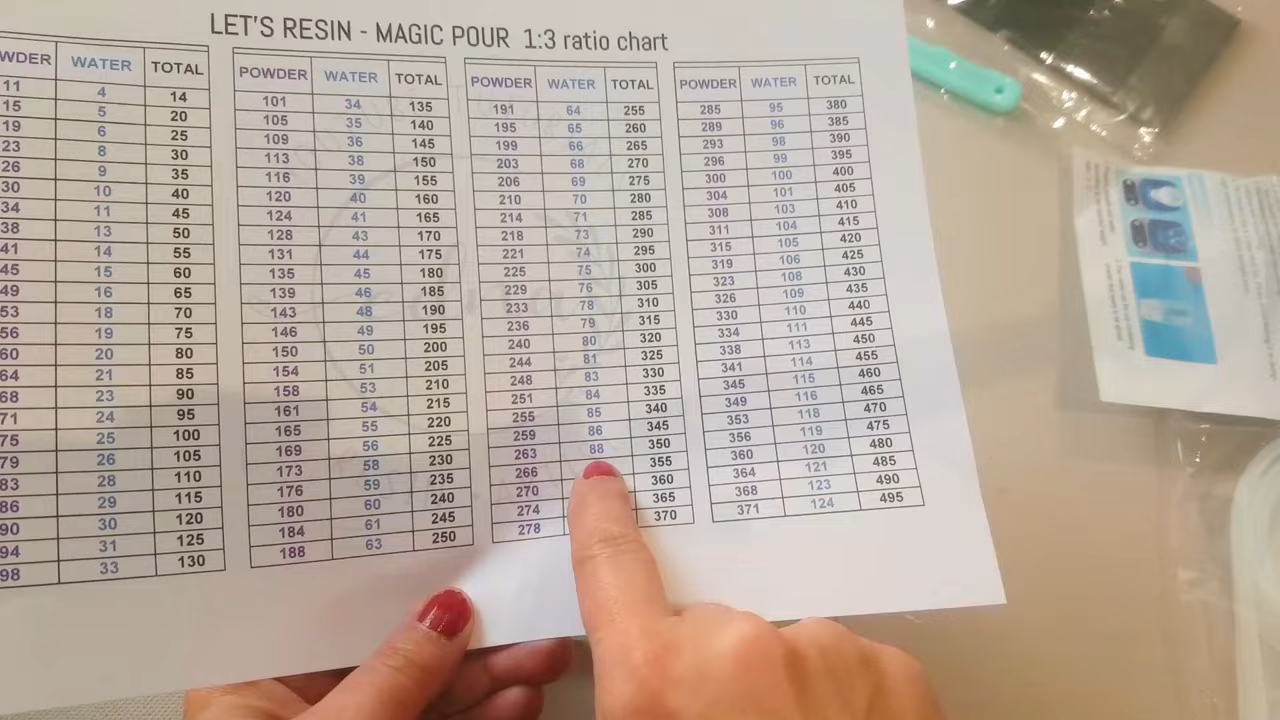 LET'S RESIN - MAGIC POUR 1:3 ratio chart
WDER WATER TOTAL POWDER WATER TOTAL POWDER WATER TOTAL POWDER WATER TOTAL
11 4 14 101 34 135 191 64 255 285 95 380
15 5 20 105 35 140 195 65 260 289 96 385
19 6 25 109 36 145 199 66 265 293 98 390
23 8 30 113 38 150 203 68 270 296 99 395
26 9 35 116 39 155 206 69 275 300 100 400
30 10 40 120 40 160 210 70 280 304 101 405
34 11 45 124 41 165 214 71 285 308 103 410
38 13 50 128 43 170 218 73 290 311 104 415
41 14 55 131 44 175 221 74 295 315 105 420
45 15 60 135 45 180 225 75 300 319 106 425
49 16 65 139 46 185 229 76 305 323 108 430
53 18 70 143 48 190 233 78 310 326 109 435
56 19 75 146 49 195 236 79 315 330 110 440
60 20 80 150 50 200 240 80 320 334 111 445
64 21 85 154 51 205 244 81 325 338 113 450
68 23 90 158 53 210 248 83 330 341 114 455
71 24 95 161 54 215 251 84 335 345 115 460
75 25 100 165 55 220 255 85 340 349 116 465
79 26 105 169 56 225 259 86 345 353 118 470
83 28 110 173 58 230 263 88 350 356 119 475
86 29 115 176 59 235 266 355 360 120 480
90 30 120 180 60 240 270 360 364 121 485
94 31 125 184 61 245 274 365 368 123 490
98 33 130 188 63 250 278 370 371 124 495